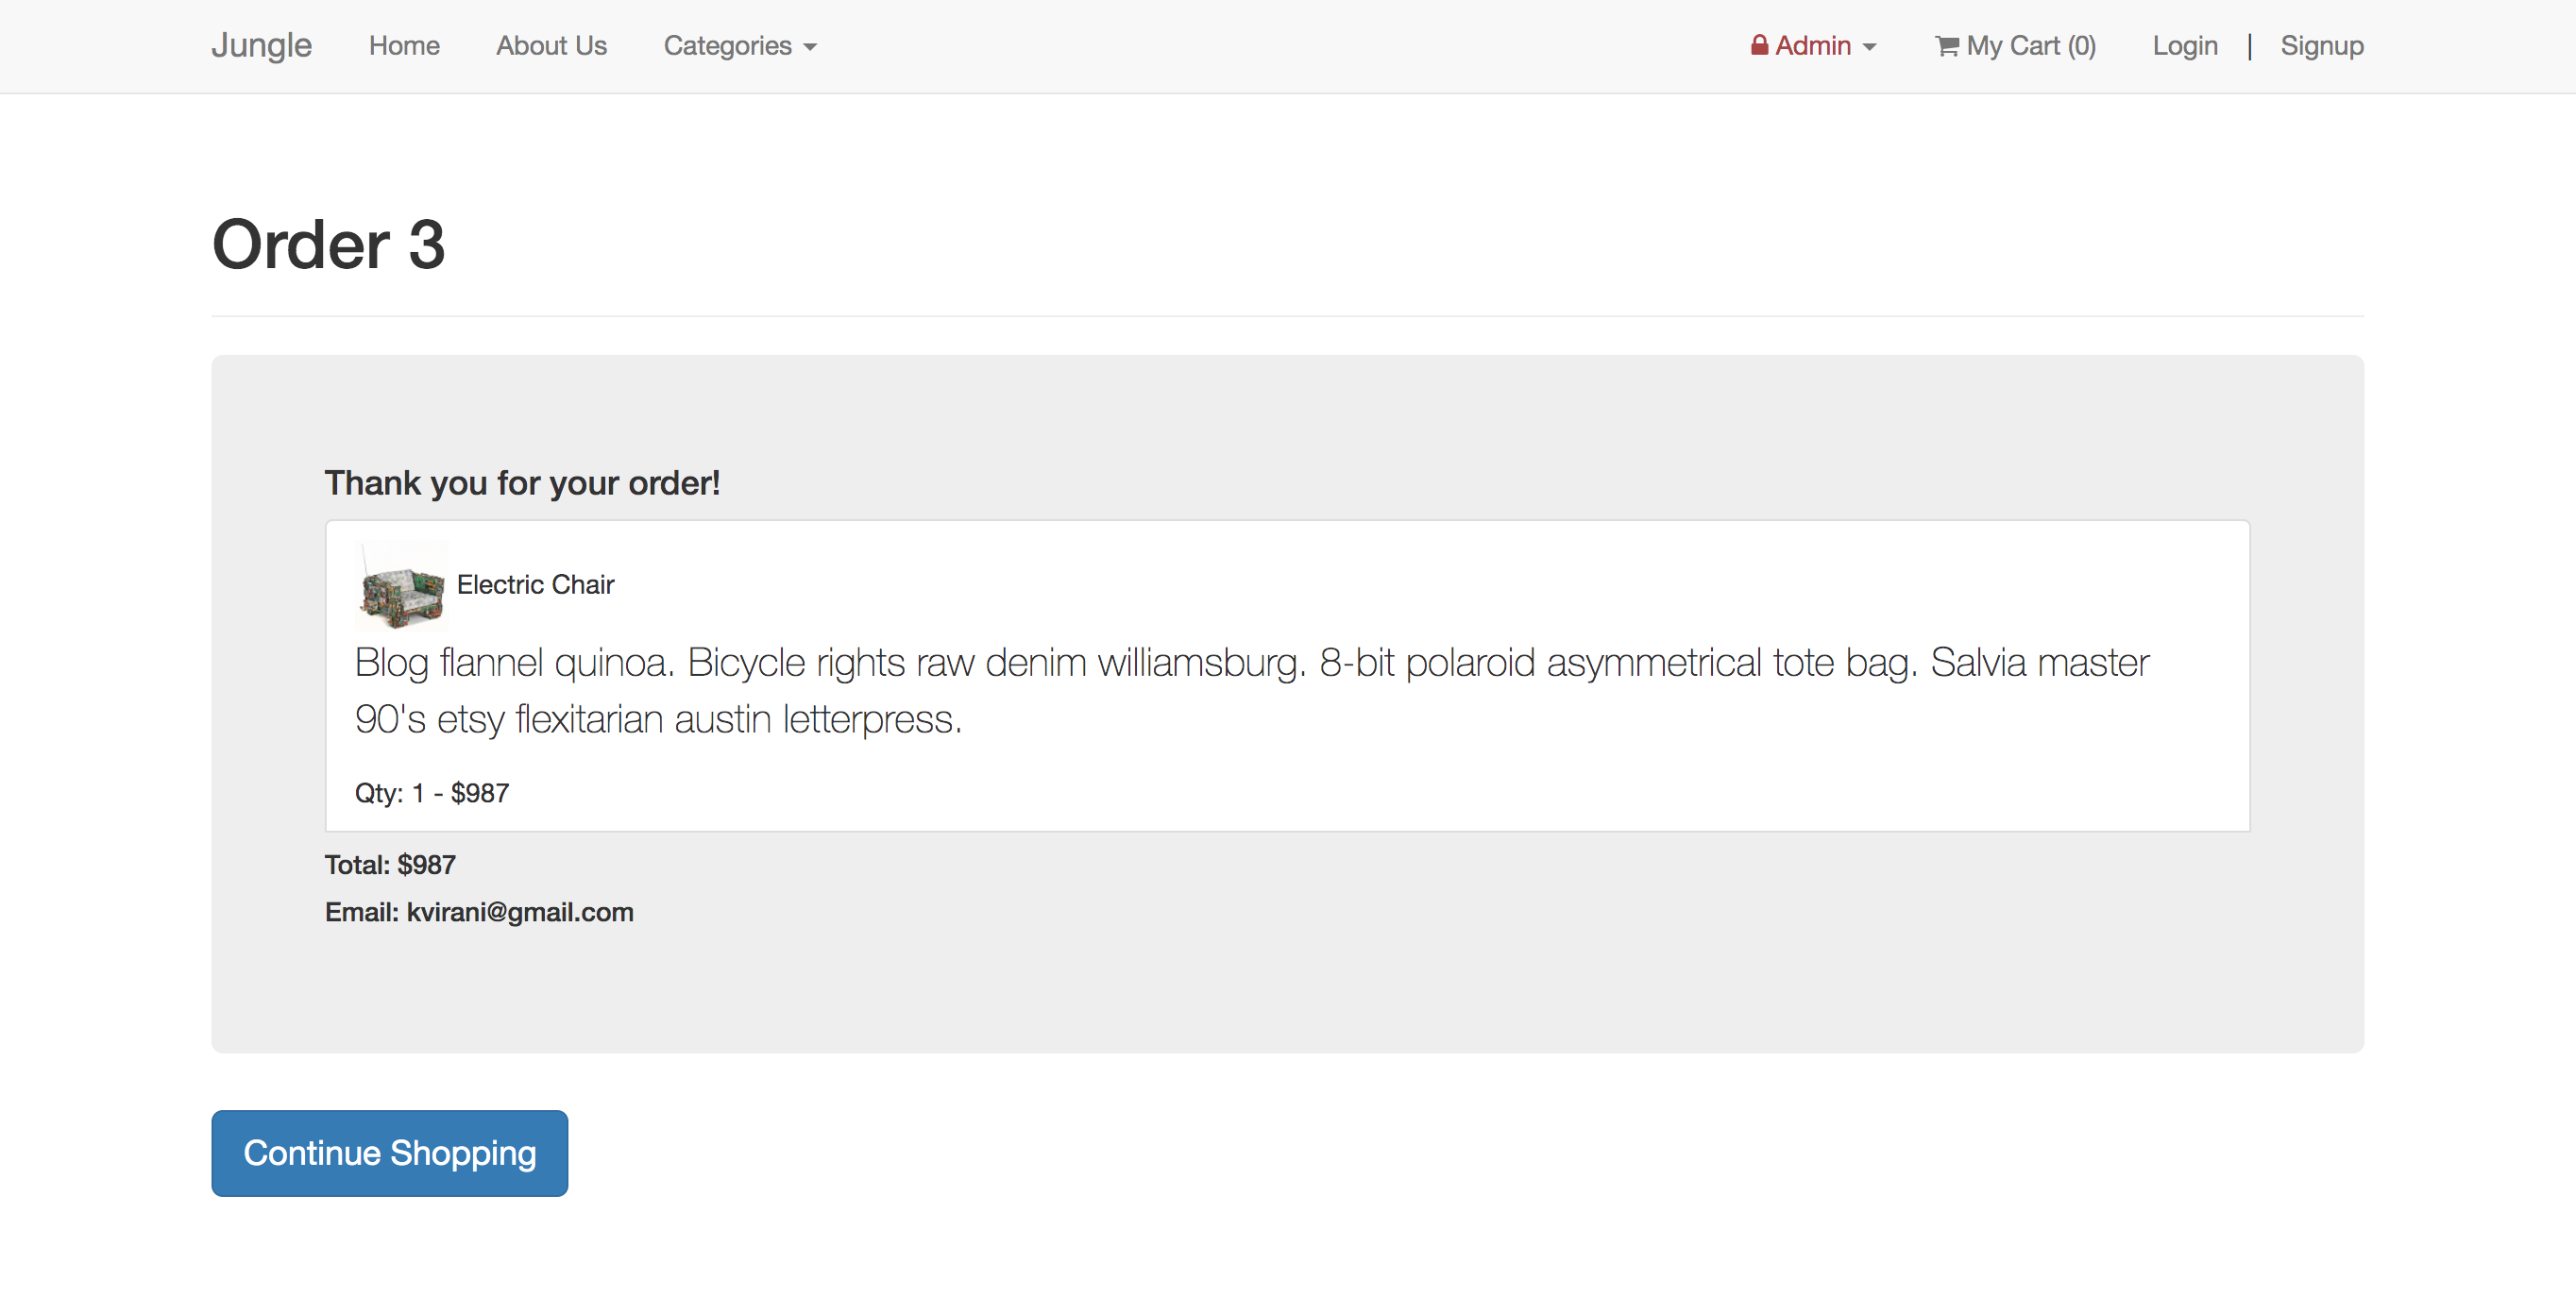 Jungle Home About Us Categories Admin My Cart (0) Login | Signup
Order 3
Thank you for your order!
Electric Chair
Blog flannel quinoa. Bicycle rights raw denim williamsburg. 8-bit polaroid asymmetrical tote bag. Salvia master
90's etsy flexitarian austin letterpress.
Qty: 1 - $987
Total: $987
Email: kvirani@gmail.com
Continue Shopping